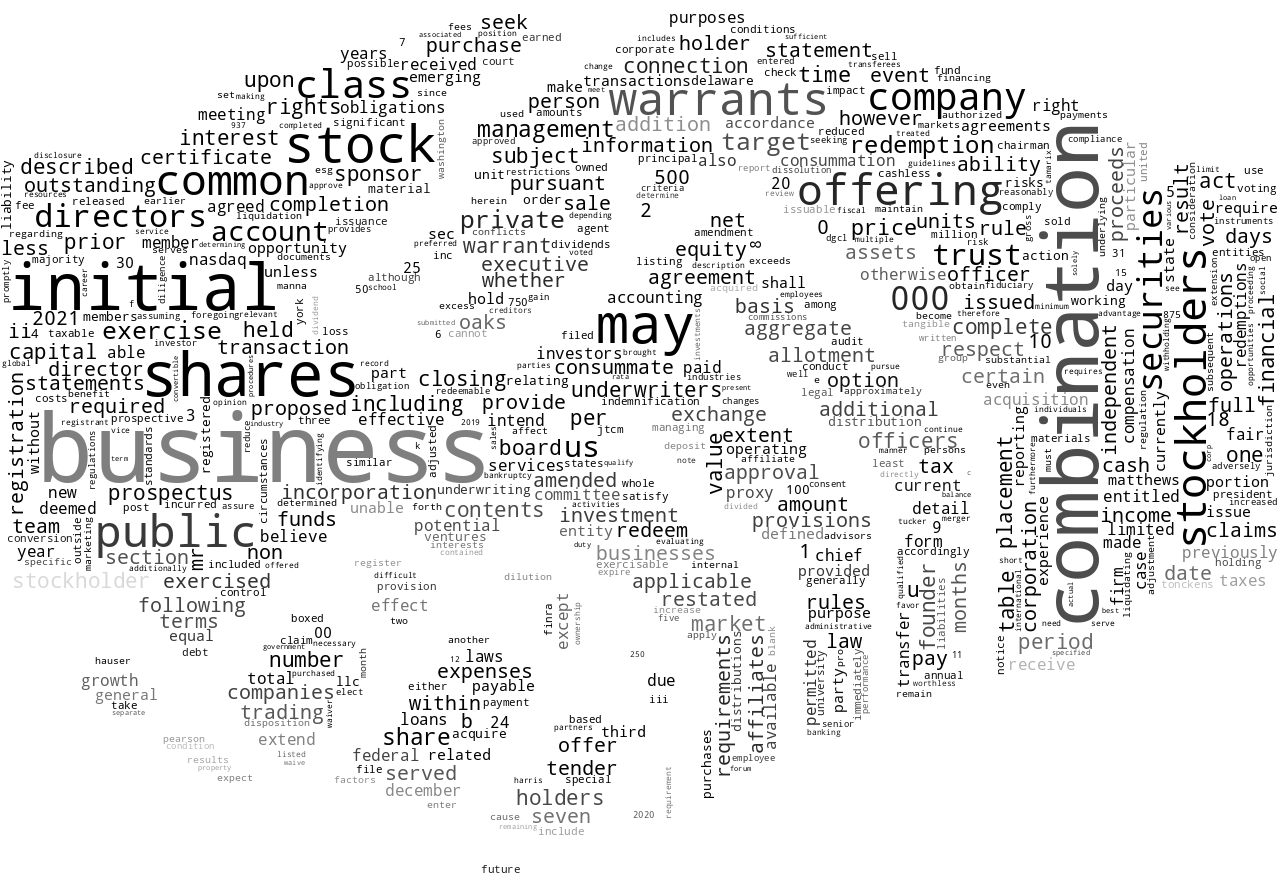 purposes
fees seek
associated position earned
conditions
includes sufficient
years 7 purchase court
corporate holder statement sell
possible received
change connection entered transferees
upon class emerging
transactions delaware check time event fund financing
set making since
make meet
meeting rights obligations
used amounts person warrants impact company right
937 completed significant
approved management addition accordance reduced however markets authorized agreements payments
interest stock washington
information target seeking treated redemption chairman compliance
disclosure certificate
subject principal also report consummation guidelines ability
described esg sponsor
unit restrictions owned dissolution cashless tamarix
resources outstanding common approve material
pursuant 500 criteria 20 offering risks reasonably
liability fee released earlier agreed completion
herein order sale determine 2 review issuable fiscal maintain comply
directors liquidation issuance provides
private depending 0 price units rule sold gross
regarding account
sec conflicts agent net amendment dgcl multiple million risk
less prior member serves determining opportunity preferred
warrant dividends voted equity 8 assets trust action underlying
majority 30 nasdaq documents inc
executive listing description exceeds otherwise officer 31
promptly career diligence unless although 25
whether agreement shall obtain fiduciary solely 15
initial manna 50 school
hold 750 gain acquired employees 000 issued minimum working day
2021 members assuming foregoing relevant york dividend excess creditors
accounting basis among become therefore advantage 875
ii 4 taxable exercise held loss submitted oaks
may commissions tangible complete
6 cannot filed investments aggregate written respect 10
capital able investor transaction record
investors brought audit group substantial
global director shares part closing parties relating
consummate paid allotment conduct pursue certain requires
statements benefit convertible procedures obligation redeemable
rata industries well e option legal approximately even
costs
underwriters acquisition
required prospective 3 opinion proposed including provide indemnification changes additional individuals
registration without registrant vice industry three effective 2019 intend per jtcm exchange distribution continue materials
business affect managing officers
term regulations standards registered reduce identifying k similar adjusted sales board us value extent manner persons must
services states qualify deposit operating least tax
bankruptcy note affiliate directly c
new prospectus circumstances incorporation underwriting amended whole approval current
deemed post incurred assure determined forth committee satisfy proxy 100 consent balance
team public unable contents activities divided amount detail
conversion outside marketing funds potential investment provisions tucker merger
year section mr believe ventures entity redeem defined advisors 9
specific additionally non interests duty evaluating form
included offered contained businesses 1 chief accordingly
stockholder exercised register exercisable internal provided
control difficult dilution expire applicable generally qualified u
following provision increase restated rules favor founder liabilities months
terms effect finra except ownership five purpose
equal boxed two market administrative
debt claim 00 necessary another apply law transfer
government
hauser number month 12 laws 250 requirements distributions affiliates available blank permitted university party pro immediately performance pay 11
growth total purchased llc expenses due annual
general companies elect either payable iii worthless
take trading waiver within payment remain
separate disposition loans b 24 based senior
pearson extend share acquire partners third banking
condition offer
listed federal related
results waive file tender purchases employee
property served harris special forum
expect factors
december holders requirement
enter cause seven 2020
remaining include
future
combination
proceeds particular united
table placement reporting furthermore
corporation experience
short international actual need serve best
notice period specified
receive
independent compensation
cash matthews
entitled income
limited made
firm liquidating case adjustment
securities currently withholding
stockholders
state various 5 see
result consideration limit
act use
vote voting
loan require
instruments
days
entities
extension open
operations redemptions proceeding social
opportunities increased
financial
subsequent
full
18 jurisdiction
fair
one
corp adversely
portion
president
issue
claims
previously
holding
date taxes
tonckens